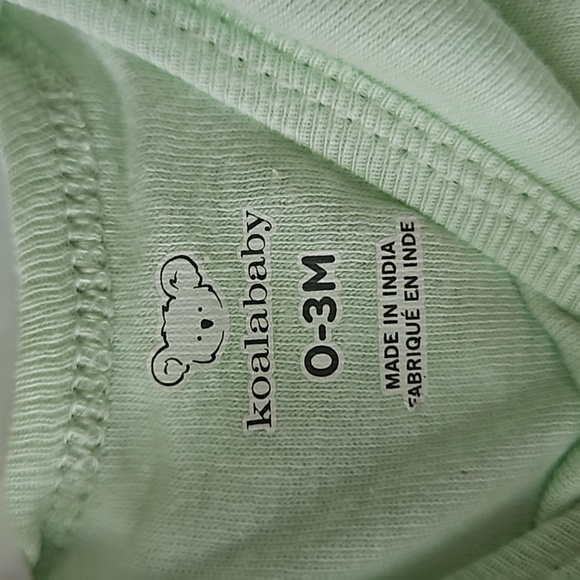 koalababy
0-3M
MADE IN INDIA
FABRIQUÉ EN INDE